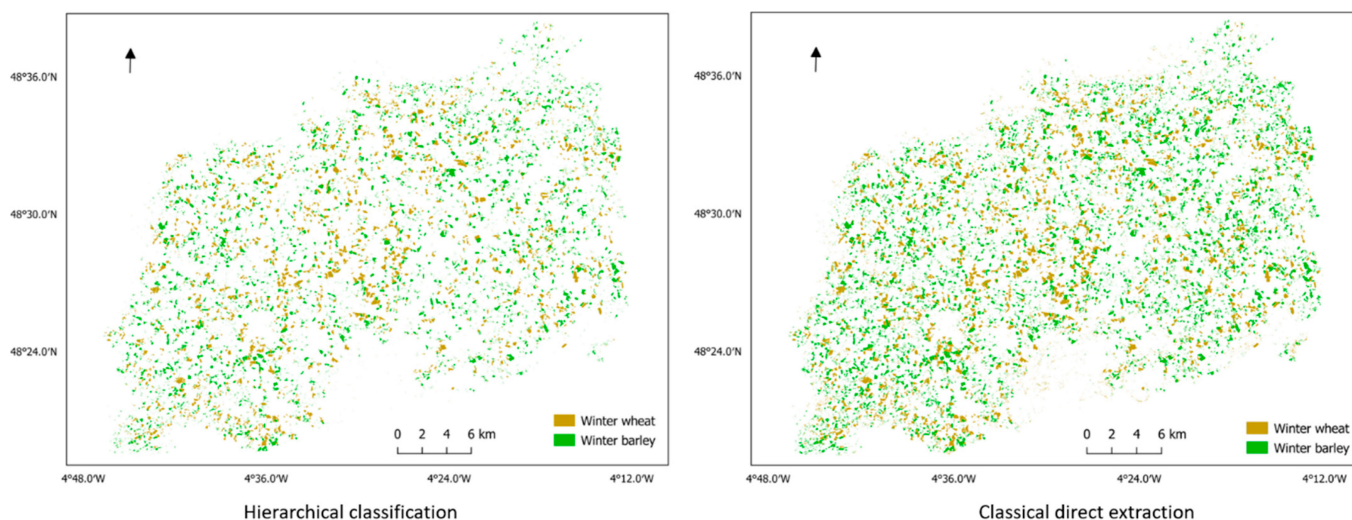 48°36.0'N
48°30.0'N
48°24.0'N
0 2 4 6 km
Winter wheat
Winter barley
4°48.0'W 4°36.0'W 4°24.0'W 4°12.0'W
Hierarchical classification
48°36.0'N
48°30.0'N
48°24.0'N
0 2 4 6 km
Winter wheat
Winter barley
4°48.0'W 4°36.0'W 4°24.0'W 4°12.0'W
Classical direct extraction